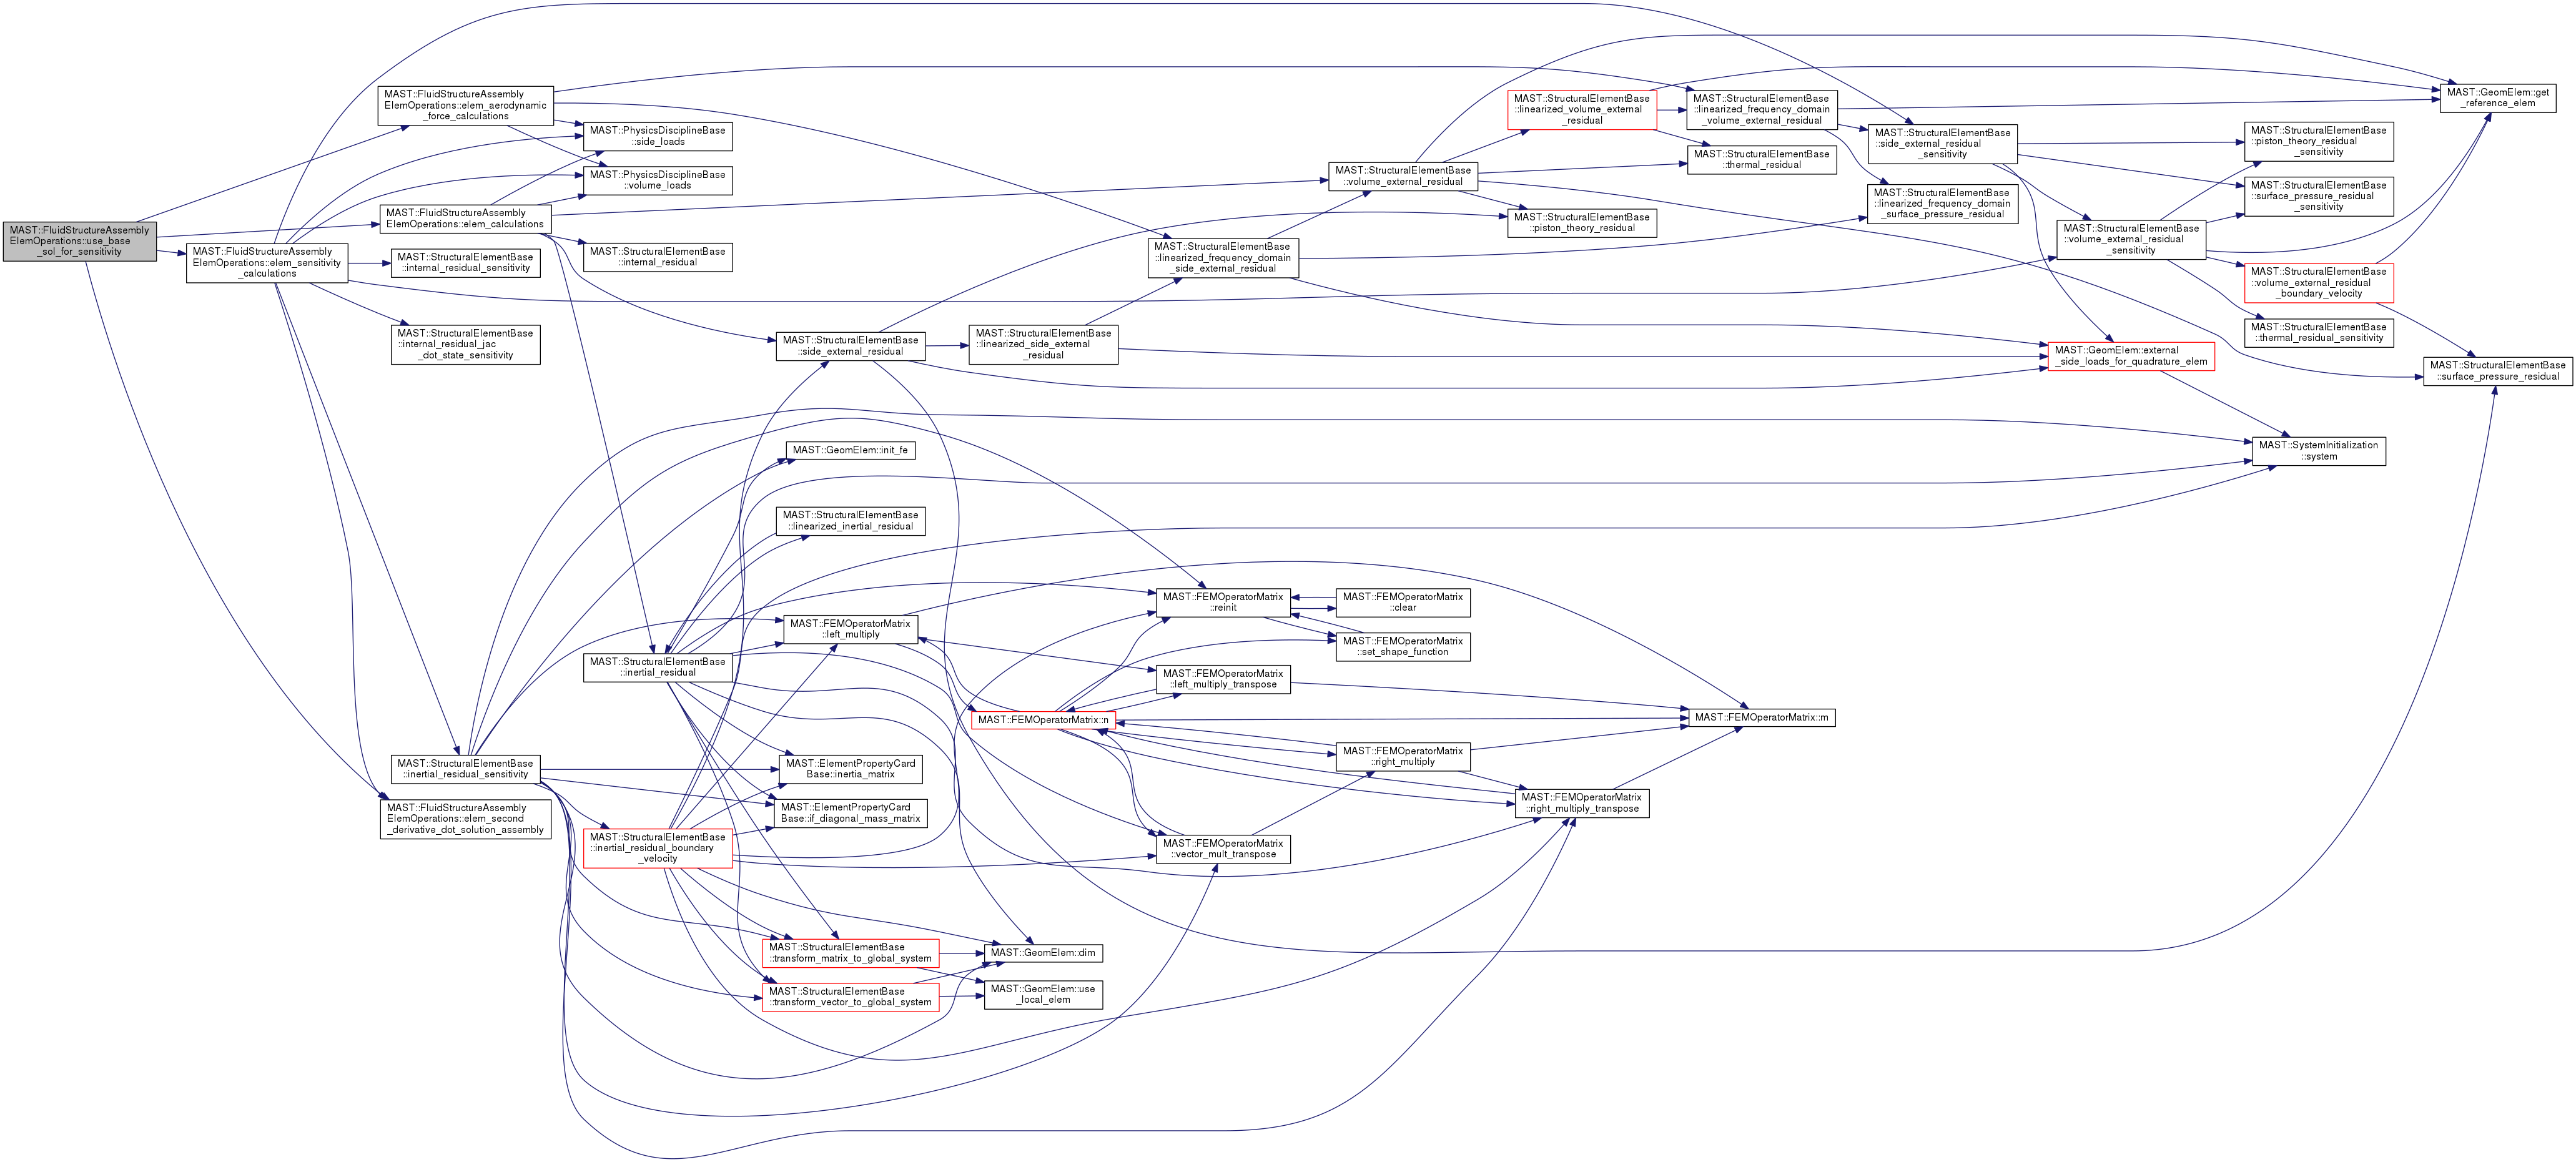 MAST::FluidStructureAssembly
ElemOperations::use_base
_sol_for_sensitivity
MAST::FluidStructureAssembly
ElemOperations::elem_aerodynamic
_force_calculations
MAST::PhysicsDisciplineBase
::side_loads
MAST::PhysicsDisciplineBase
::volume_loads
MAST::FluidStructureAssembly
ElemOperations::elem_calculations
MAST::FluidStructureAssembly
ElemOperations::elem_sensitivity
_calculations
MAST::StructuralElementBase
::internal_residual_sensitivity
MAST::StructuralElementBase
::internal_residual
MAST::StructuralElementBase
::internal_residual_jac
_dot_state_sensitivity
MAST::StructuralElementBase
::side_external_residual
MAST::StructuralElementBase
::linearized_side_external
_residual
MAST::StructuralElementBase
::linearized_frequency_domain
_side_external_residual
MAST::StructuralElementBase
::volume_external_residual
MAST::StructuralElementBase
::linearized_volume_external
_residual
MAST::StructuralElementBase
::linearized_frequency_domain
_volume_external_residual
MAST::StructuralElementBase
::thermal_residual
MAST::StructuralElementBase
::piston_theory_residual
MAST::StructuralElementBase
::side_external_residual
_sensitivity
MAST::StructuralElementBase
::linearized_frequency_domain
_surface_pressure_residual
MAST::GeomElem::get
_reference_elem
MAST::StructuralElementBase
::piston_theory_residual
_sensitivity
MAST::StructuralElementBase
::surface_pressure_residual
_sensitivity
MAST::StructuralElementBase
::volume_external_residual
_sensitivity
MAST::StructuralElementBase
::volume_external_residual
_boundary_velocity
MAST::StructuralElementBase
::thermal_residual_sensitivity
MAST::GeomElem::external
_side_loads_for_quadrature_elem
MAST::StructuralElementBase
::surface_pressure_residual
MAST::SystemInitialization
::system
MAST::GeomElem::init_fe
MAST::StructuralElementBase
::linearized_inertial_residual
MAST::FEMOperatorMatrix
::left_multiply
MAST::StructuralElementBase
::inertial_residual
MAST::FEMOperatorMatrix
::reinit
MAST::FEMOperatorMatrix
::clear
MAST::FEMOperatorMatrix
::set_shape_function
MAST::FEMOperatorMatrix
::left_multiply_transpose
MAST::FEMOperatorMatrix::n
MAST::FEMOperatorMatrix::m
MAST::FEMOperatorMatrix
::right_multiply
MAST::FEMOperatorMatrix
::right_multiply_transpose
MAST::FEMOperatorMatrix
::vector_mult_transpose
MAST::StructuralElementBase
::inertial_residual_sensitivity
MAST::FluidStructureAssembly
ElemOperations::elem_second
_derivative_dot_solution_assembly
MAST::ElementPropertyCard
Base::inertia_matrix
MAST::ElementPropertyCard
Base::if_diagonal_mass_matrix
MAST::StructuralElementBase
::inertial_residual_boundary
_velocity
MAST::StructuralElementBase
::transform_matrix_to_global_system
MAST::StructuralElementBase
::transform_vector_to_global_system
MAST::GeomElem::dim
MAST::GeomElem::use
_local_elem